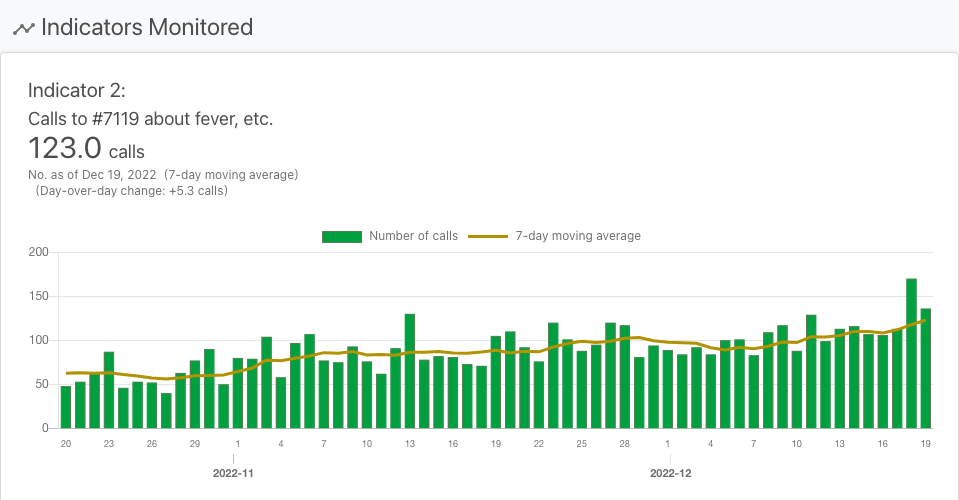 Indicators Monitored
Indicator 2:
Calls to #7119 about fever, etc.
123.0 calls
No. as of Dec 19, 2022 (7-day moving average)
(Day-over-day change: +5.3 calls)
Number of calls 7-day moving average
200
150
100
50
0
20 23 26 29 1 4 7 10 13 16 19 22 25 28 1 4 7 10 13 16 19
2022-11 2022-12